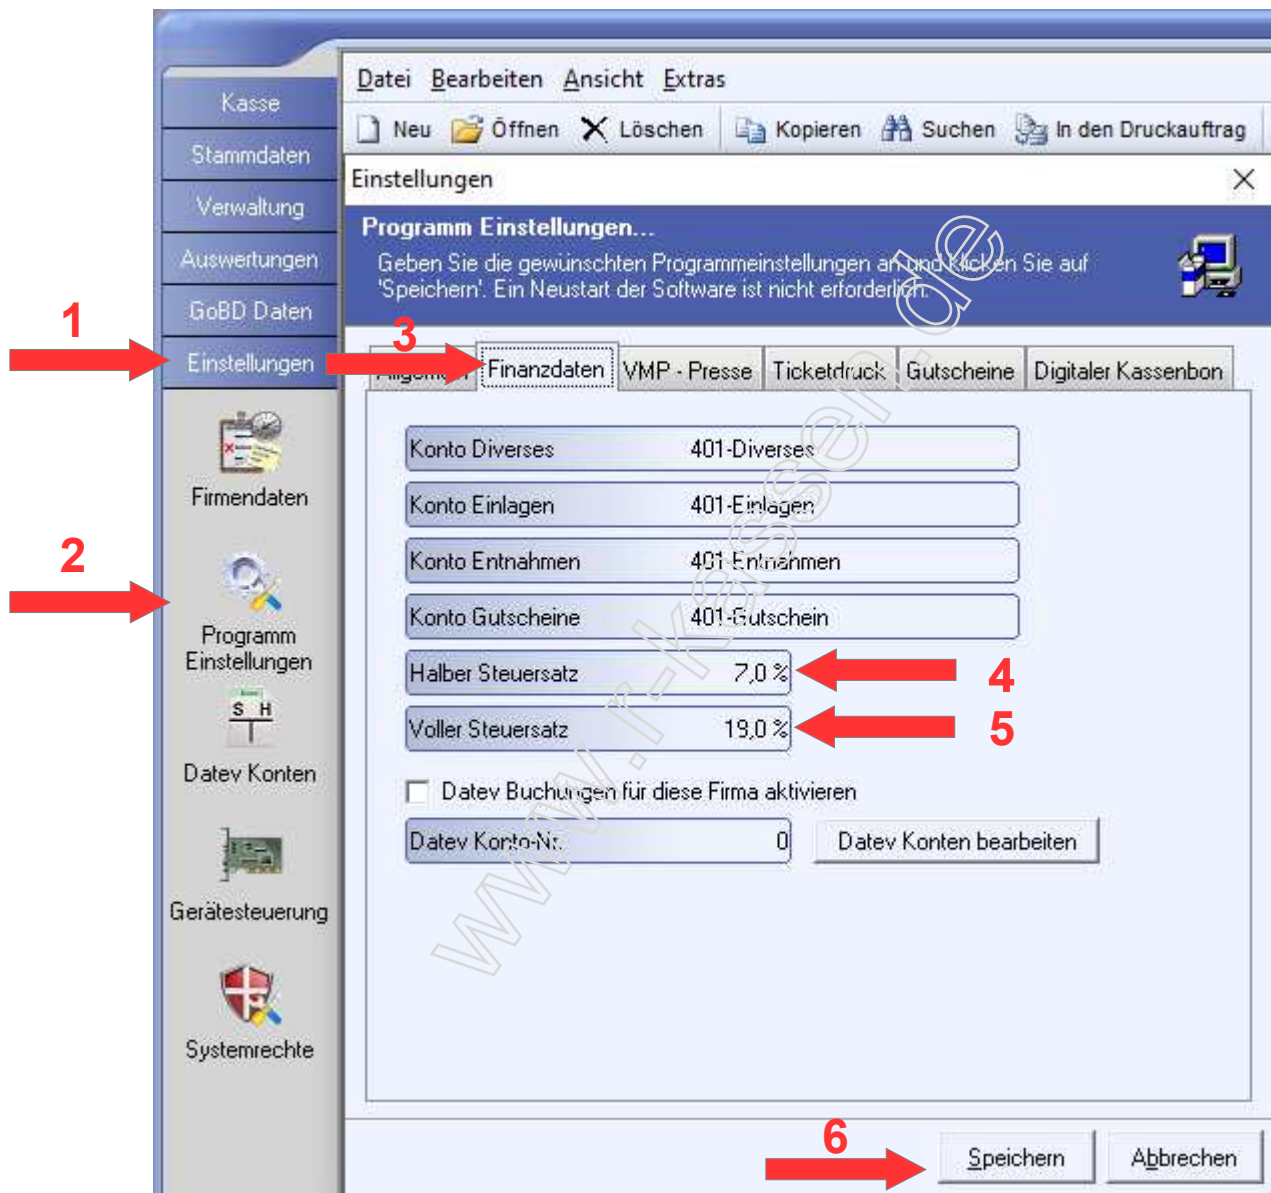 Datei Bearbeiten Ansicht Extras
Neu Öffnen Löschen Kopieren Suchen In den Druckauftrag
Kasse
Stammdaten
Verwaltung
Auswertungen
GoBD Daten
Einstellungen
1
Firmendaten
2
Programm
Einstellungen
S H
Datev Konten
Gerätesteuerung
Systemrechte
Einstellungen
Programm Einstellungen...
Geben Sie die gewünschten Programmeinstellungen an und klicken Sie auf
'Speichern'. Ein Neustart der Software ist nicht erforderlich.
3
Allgemein Finanzdaten VMP - Presse Ticketdruck Gutscheine Digitaler Kassenbon
Konto Diverses 401-Diverses
Konto Einlagen 401-Einlagen
Konto Entnahmen 401-Entnahmen
Konto Gutscheine 401-Gutschein
Halber Steuersatz 7,0 % 4
Voller Steuersatz 19,0 % 5
Datev Buchungen für diese Firma aktivieren
Datev Konto-Nr. 0 Datev Konten bearbeiten
6
Speichern Abbrechen
www.r-kassen.de